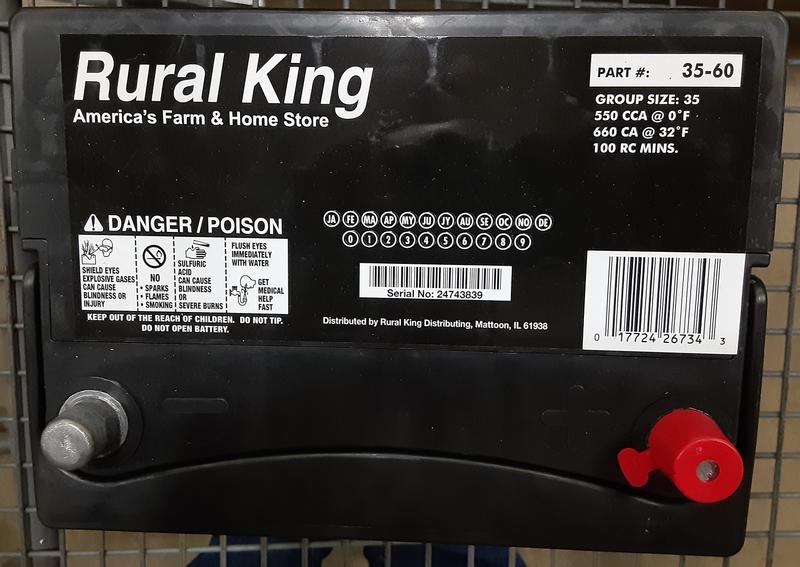 Rural King
America's Farm & Home Store
PART #: 35-60
GROUP SIZE: 35
550 CCA @ 0°F
660 CA @ 32°F
100 RC MINS.
DANGER / POISON
SHIELD EYES
EXPLOSIVE GASES
CAN CAUSE
BLINDNESS OR
INJURY
NO
• SPARKS
• FLAMES
• SMOKING
SULFURIC
ACID
CAN CAUSE
BLINDNESS
OR
SEVERE BURNS
FLUSH EYES
IMMEDIATELY
WITH WATER
GET
MEDICAL
HELP
FAST
KEEP OUT OF THE REACH OF CHILDREN. DO NOT TIP.
DO NOT OPEN BATTERY.
JA FE MA AP MY JU JY AU SE OC NO DE
0 1 2 3 4 5 6 7 8 9
Serial No: 24743839
Distributed by Rural King Distributing, Mattoon, IL 61938
0 17724 26734 3